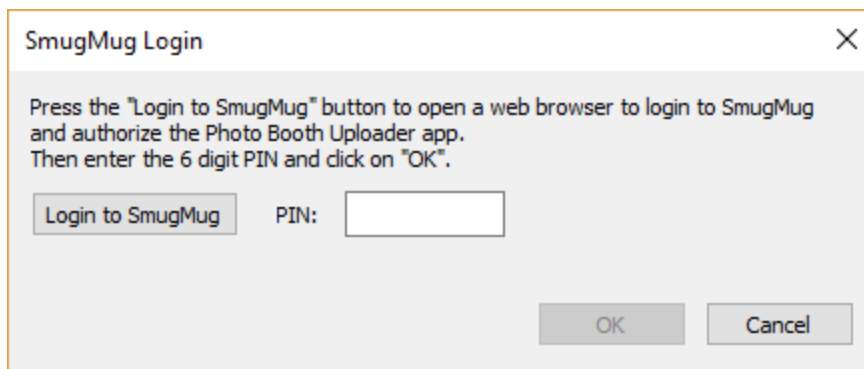 SmugMug Login
Press the "Login to SmugMug" button to open a web browser to login to SmugMug
and authorize the Photo Booth Uploader app.
Then enter the 6 digit PIN and click on "OK".
Login to SmugMug PIN:
OK Cancel